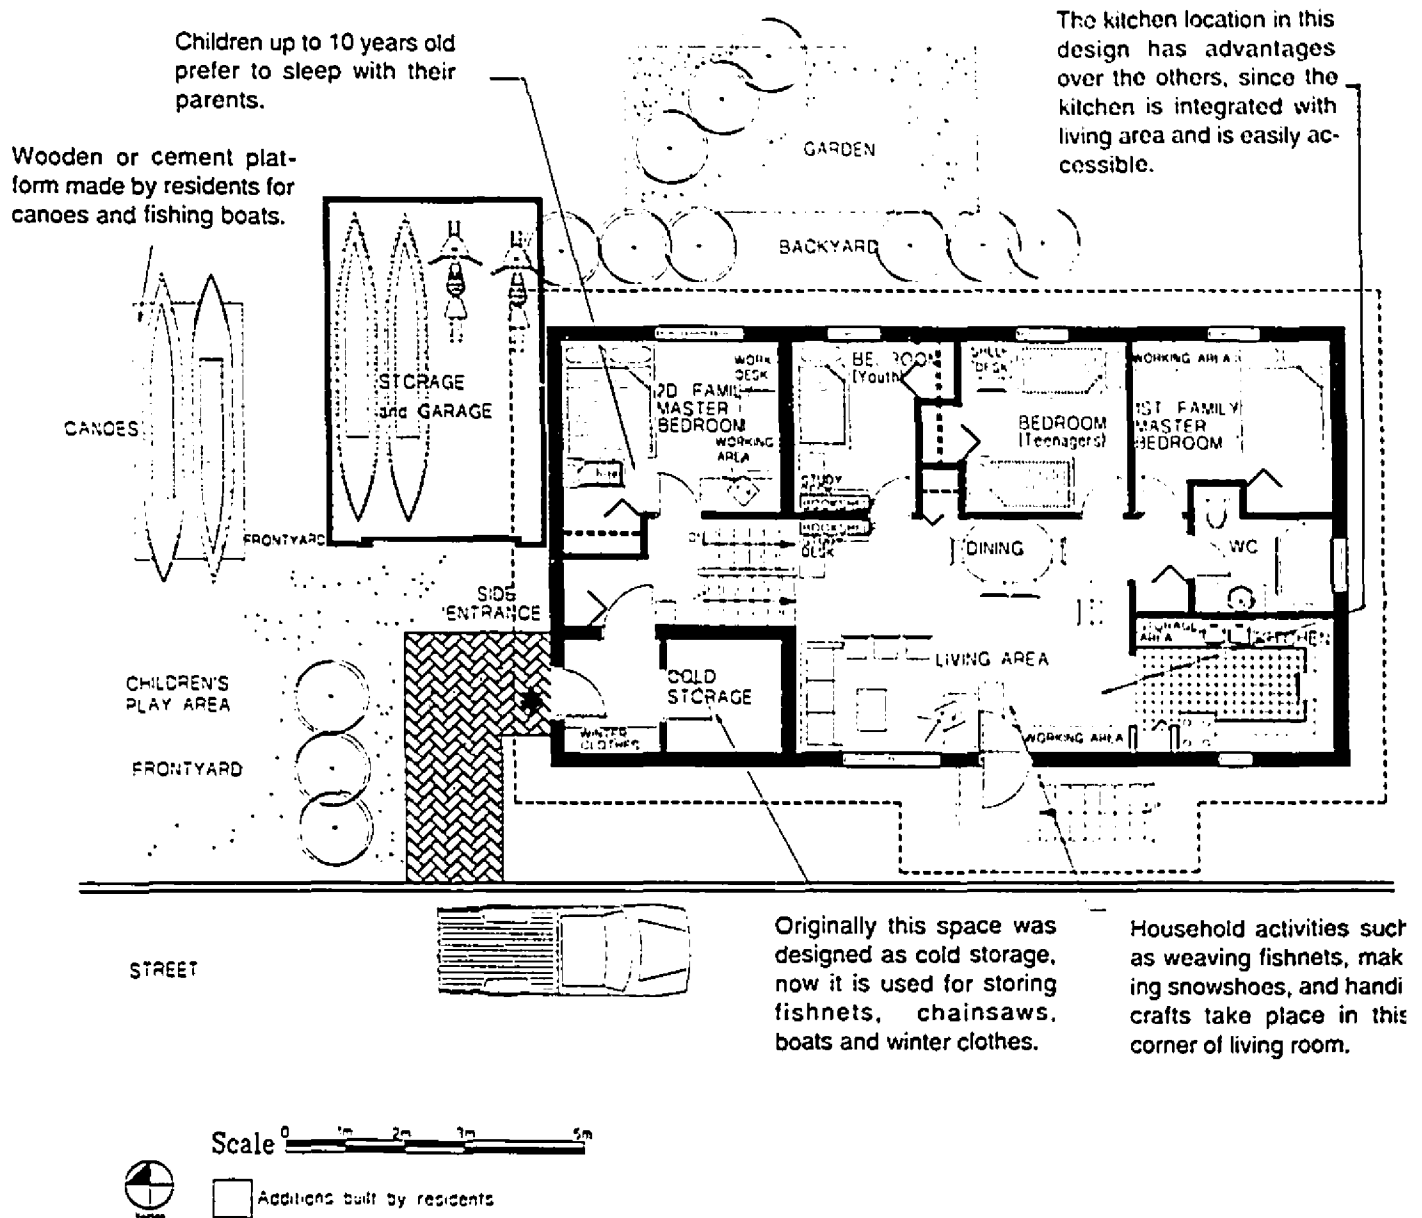 Children up to 10 years old
prefer to sleep with their
parents.
The kitchen location in this
design has advantages
over the others, since the
kitchen is integrated with
living area and is easily ac-
cessible.
Wooden or cement plat-
form made by residents for
canoes and fishing boats.
GARDEN
BACKYARD
STORAGE
and GARAGE
CANOES
FRONTYARD
2D FAMILY
MASTER
BEDROOM
WORK
DESK
WORKING
AREA
(Youth)
STUDY
DESK
SHELF
DESK
BEDROOM
(Teenagers)
WORKING AREA
1ST FAMILY
MASTER
BEDROOM
DINING
WC
SIDE
ENTRANCE
COLD
STORAGE
WINTER
CLOTHES
LIVING AREA
WORKING AREA
STORAGE
AREA
KITCHEN
CHILDREN'S
PLAY AREA
FRONTYARD
STREET
Originally this space was
designed as cold storage,
now it is used for storing
fishnets, chainsaws,
boats and winter clothes.
Household activities such
as weaving fishnets, mak
ing snowshoes, and handi
crafts take place in this
corner of living room.
Scale 0 1m 2m 3m 5m
Additions built by residents